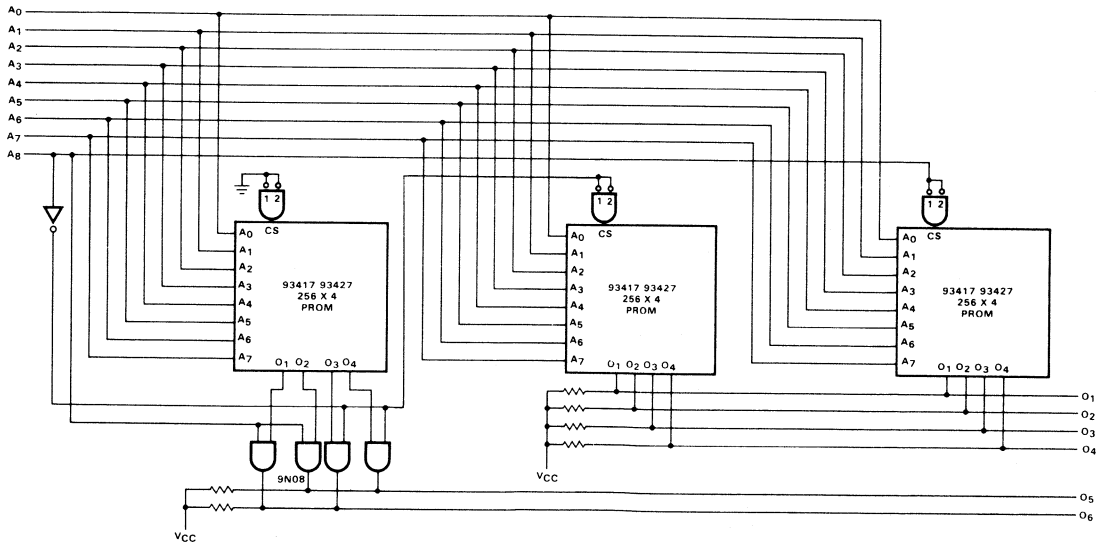 A0
A1
A2
A3
A4
A5
A6
A7
A8
1 2
CS
A0
A1
A2
A3
A4
A5
A6
A7
93417 93427
256 X 4
PROM
O1 O2 O3 O4
1 2
CS
A0
A1
A2
A3
A4
A5
A6
A7
93417 93427
256 X 4
PROM
O1 O2 O3 O4
1 2
CS
A0
A1
A2
A3
A4
A5
A6
A7
93417 93427
256 X 4
PROM
O1 O2 O3 O4
O1
O2
O3
O4
VCC
9N08
O5
O6
VCC